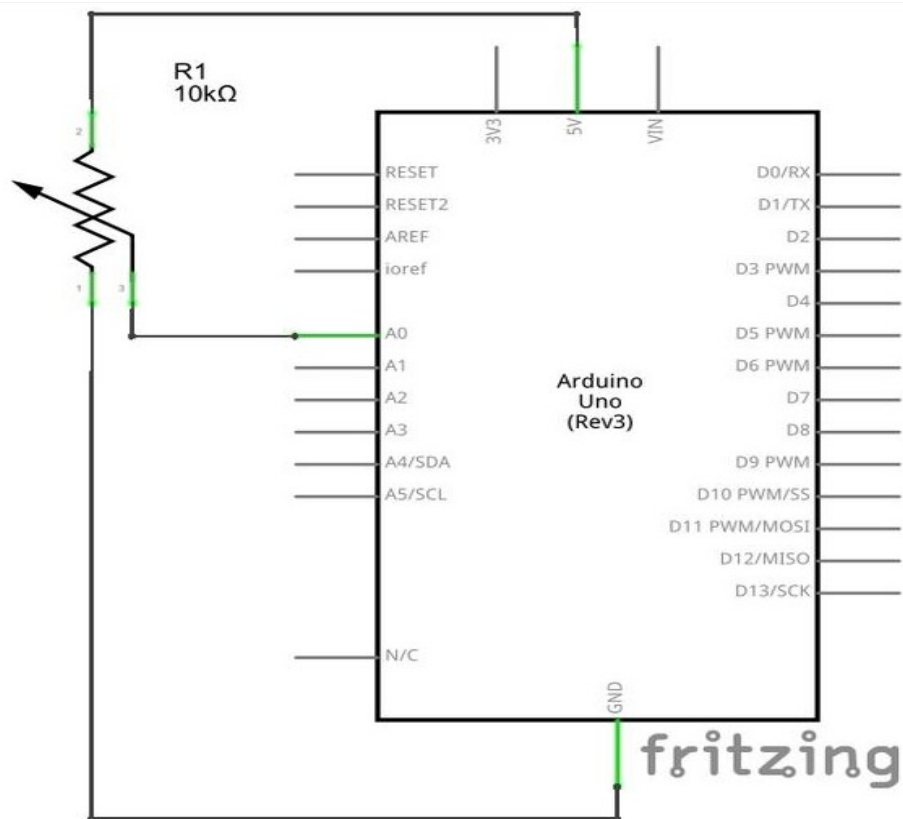 R1
10kΩ
2
1
3
3V3
5V
VIN
RESET
RESET2
AREF
ioref
A0
A1
A2
A3
A4/SDA
A5/SCL
N/C
Arduino
Uno
(Rev3)
D0/RX
D1/TX
D2
D3 PWM
D4
D5 PWM
D6 PWM
D7
D8
D9 PWM
D10 PWM/SS
D11 PWM/MOSI
D12/MISO
D13/SCK
GND
fritzing